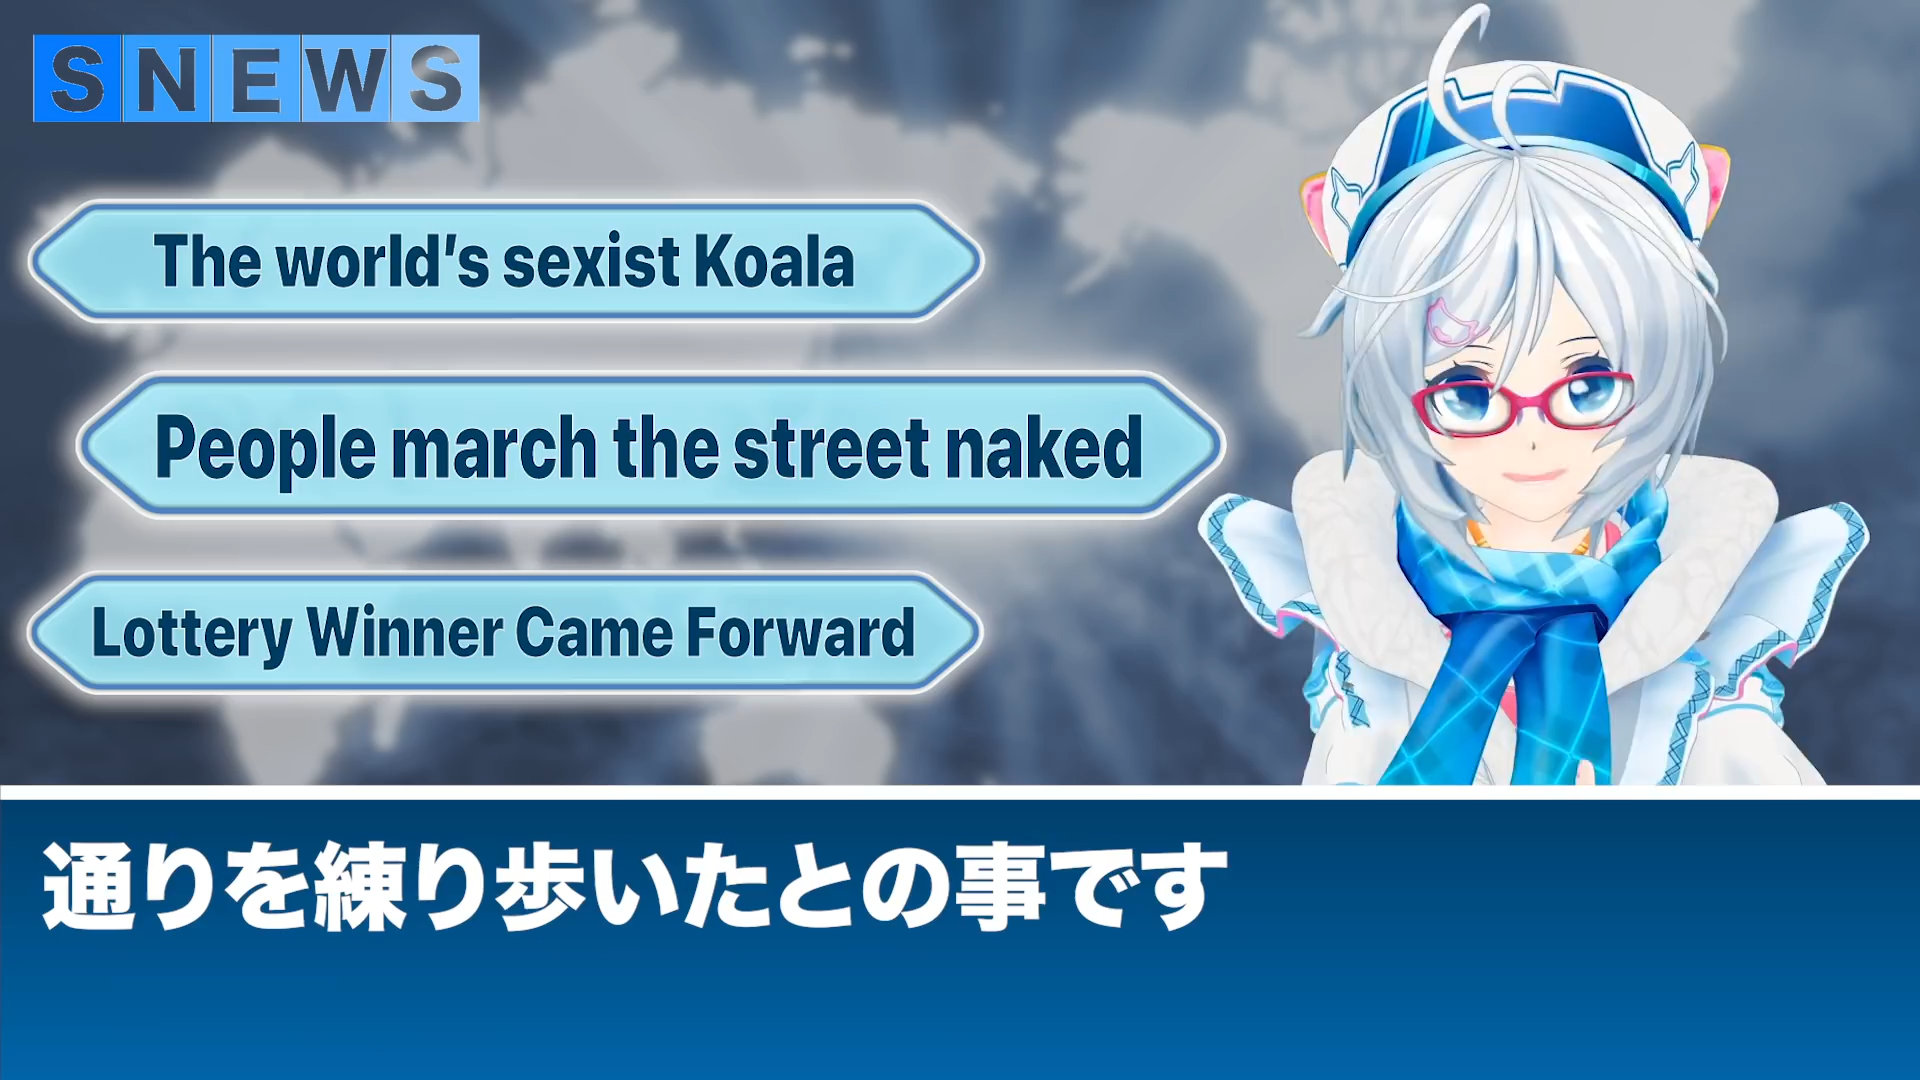 SNEWS
The world's sexist Koala
People march the street naked
Lottery Winner Came Forward
通りを練り歩いたとの事です